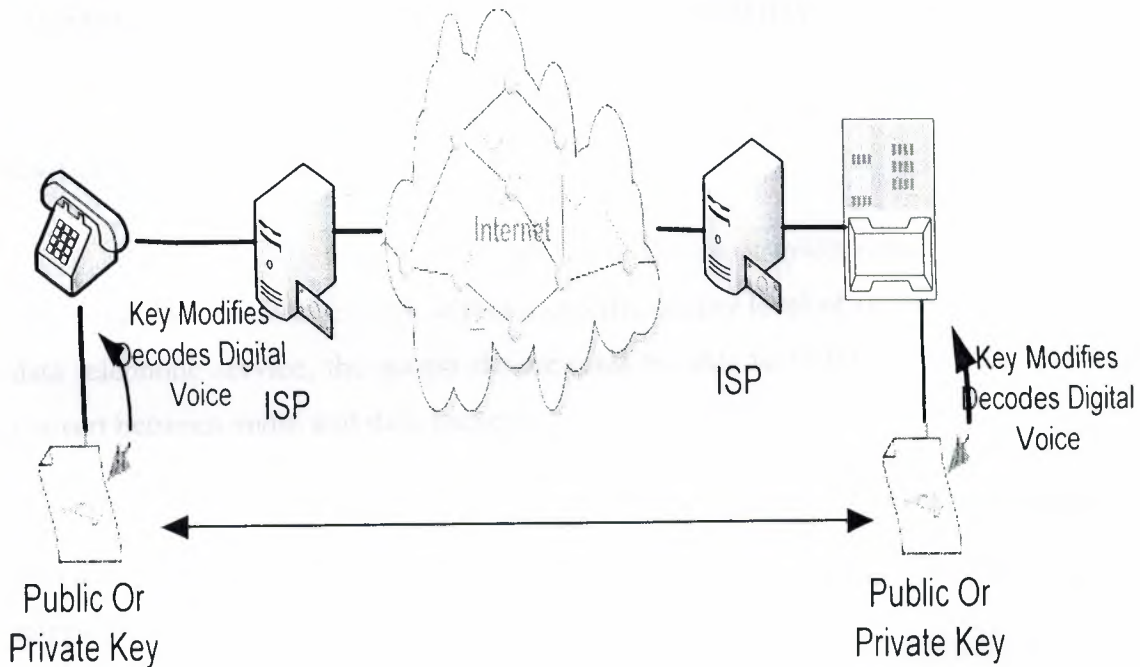 Internet
Key Modifies
Decodes Digital
Voice
ISP
ISP
Key Modifies
Decodes Digital
Voice
Public Or
Private Key
Public Or
Private Key